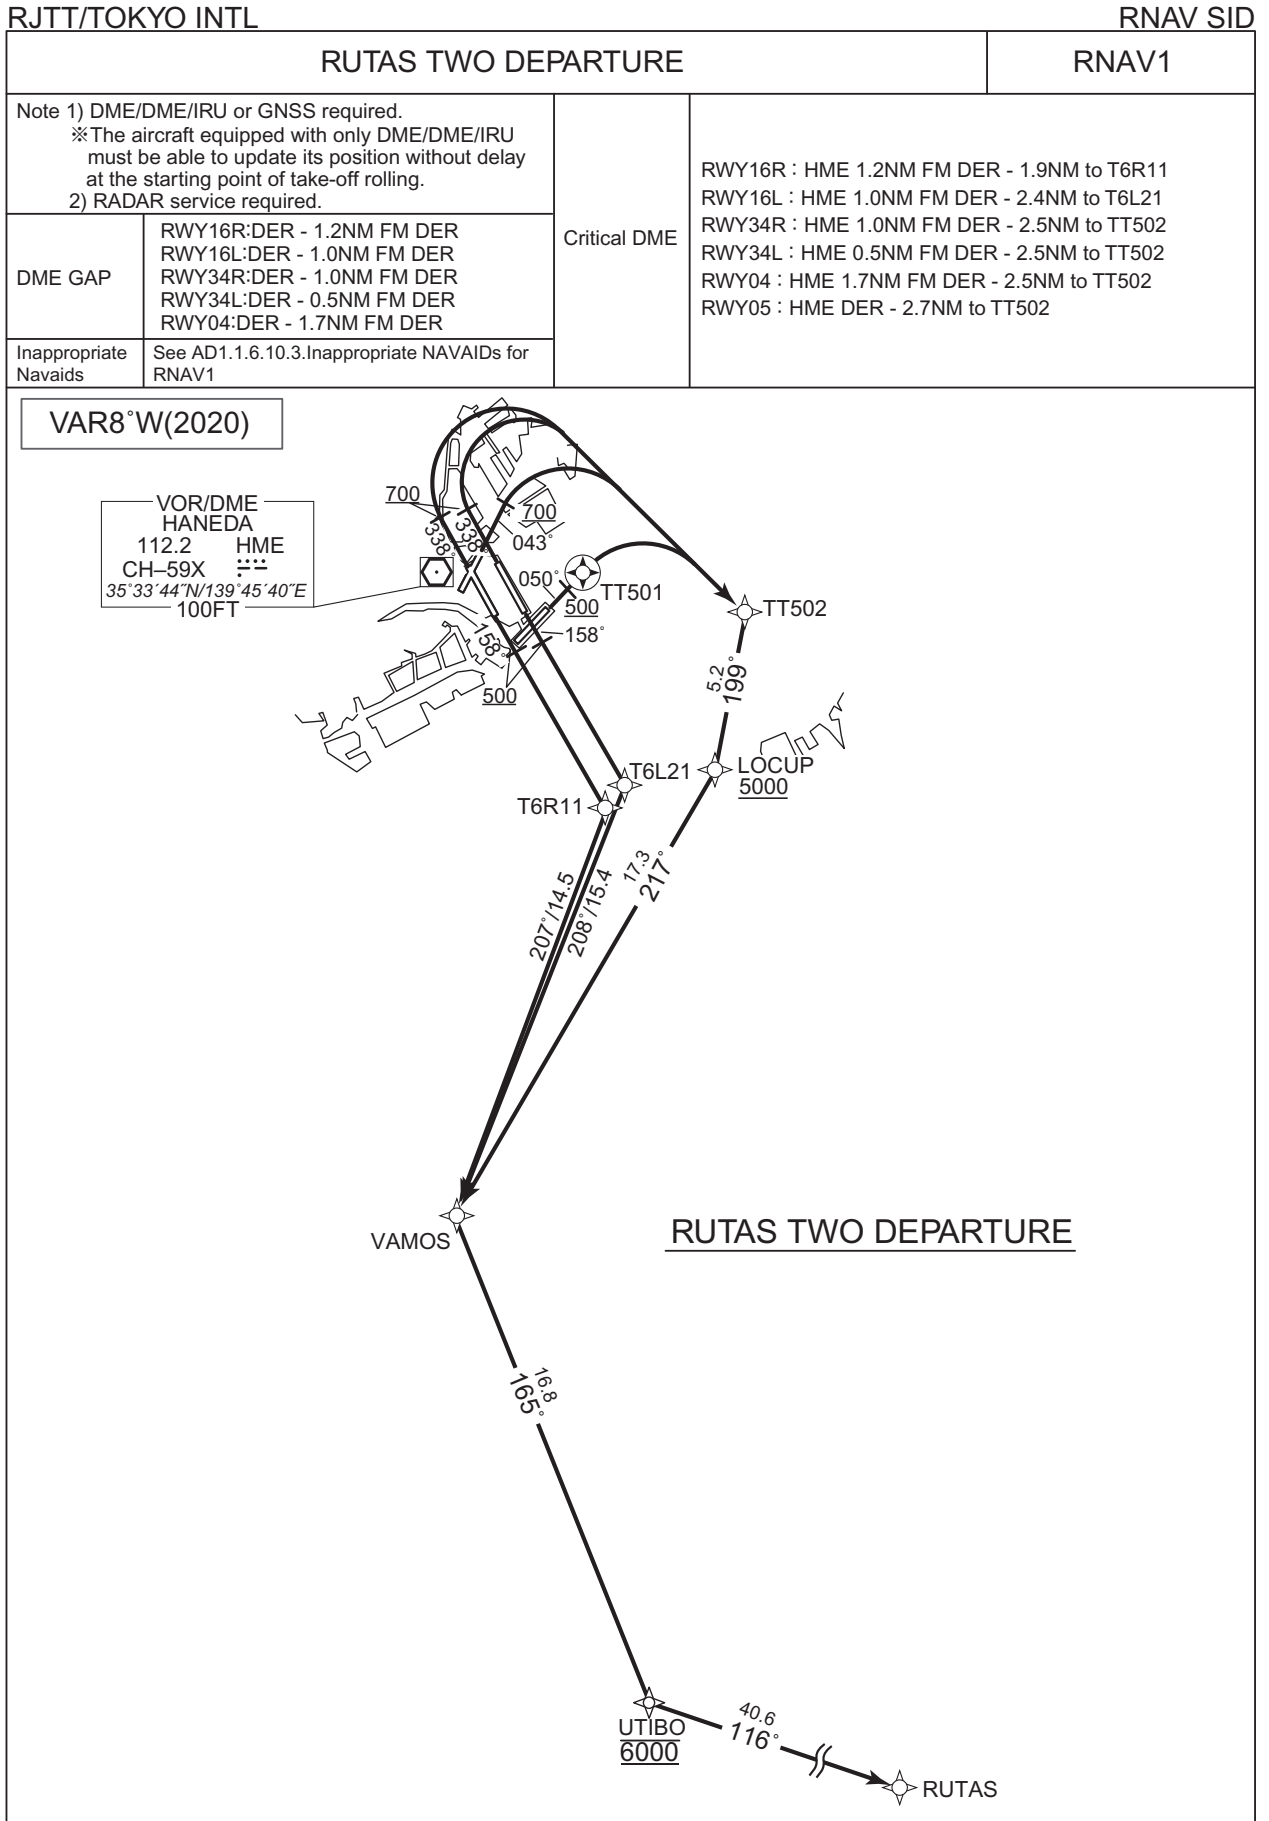 RJTT/TOKYO INTL
RNAV SID
RUTAS TWO DEPARTURE
RNAV1
Note 1) DME/DME/IRU or GNSS required.
※The aircraft equipped with only DME/DME/IRU
must be able to update its position without delay
at the starting point of take-off rolling.
2) RADAR service required.
DME GAP
RWY16R:DER - 1.2NM FM DER
RWY16L:DER - 1.0NM FM DER
RWY34R:DER - 1.0NM FM DER
RWY34L:DER - 0.5NM FM DER
RWY04:DER - 1.7NM FM DER
Inappropriate
Navaids
See AD1.1.6.10.3.Inappropriate NAVAIDs for
RNAV1
Critical DME
RWY16R : HME 1.2NM FM DER - 1.9NM to T6R11
RWY16L : HME 1.0NM FM DER - 2.4NM to T6L21
RWY34R : HME 1.0NM FM DER - 2.5NM to TT502
RWY34L : HME 0.5NM FM DER - 2.5NM to TT502
RWY04 : HME 1.7NM FM DER - 2.5NM to TT502
RWY05 : HME DER - 2.7NM to TT502
VAR8˚W(2020)
VOR/DME
HANEDA
112.2 HME
CH–59X
35˚33´44˝N/139˚45´40˝E
100FT
700
338˚
338˚
700
043˚
050˚
TT501
500
158˚
158˚
500
TT502
5.2
199˚
LOCUP
5000
T6L21
T6R11
17.3
217˚
207˚/14.5
208˚/15.4
VAMOS
RUTAS TWO DEPARTURE
16.8
165˚
UTIBO
6000
40.6
116˚
RUTAS